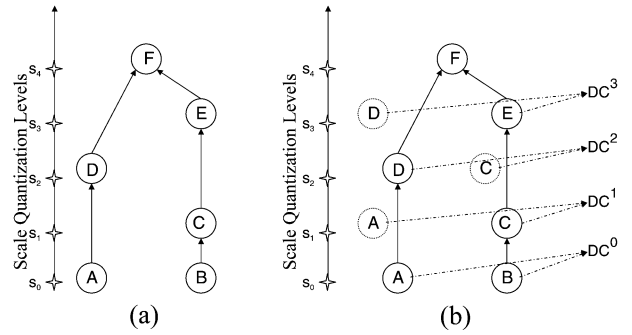 Scale Quantization Levels
S4
S3
S2
S1
S0
F
E
D
C
A
B
(a)
Scale Quantization Levels
S4
S3
S2
S1
S0
F
D
E
DC3
D
C
DC2
A
C
DC1
A
B
DC0
(b)